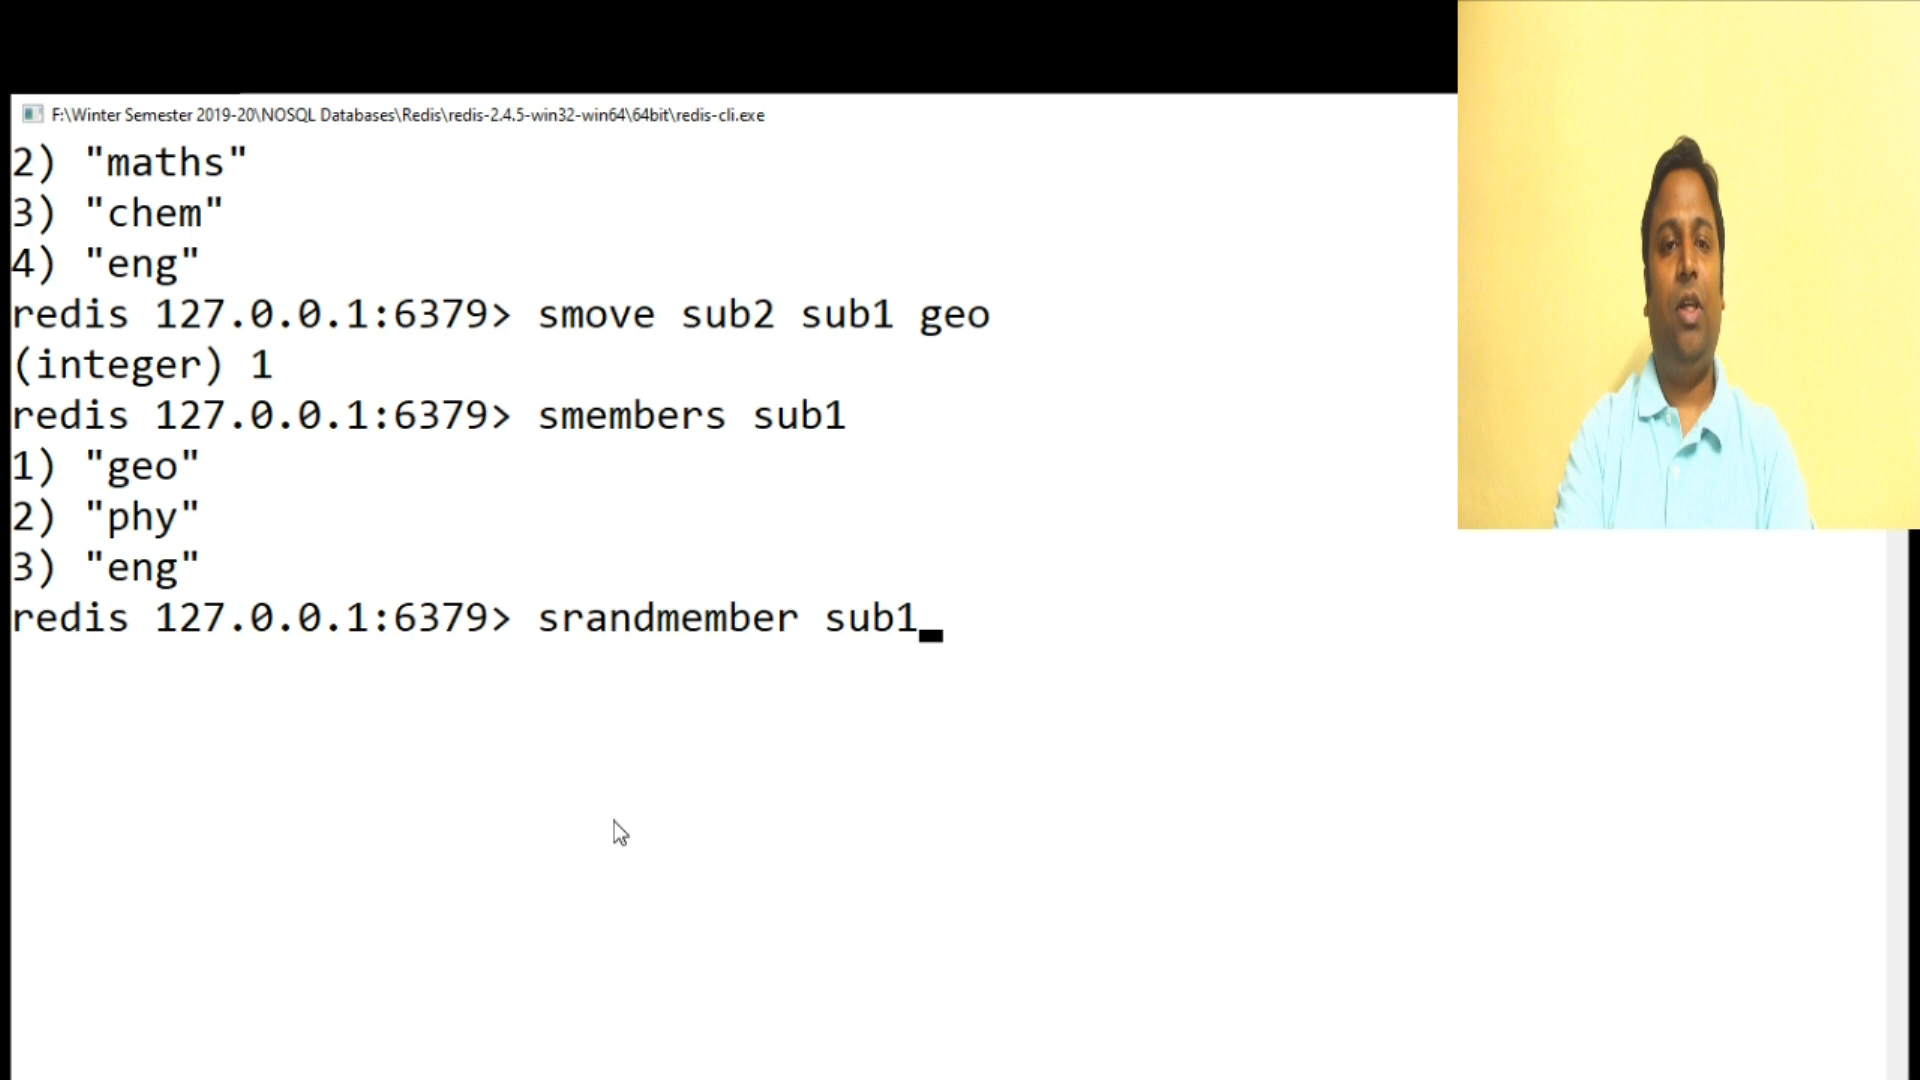 F:\Winter Semester 2019-20\NOSQL Databases\Redis\redis-2.4.5-win32-win64\64bit\redis-cli.exe
2) "maths"
3) "chem"
4) "eng"
redis 127.0.0.1:6379> smove sub2 sub1 geo
(integer) 1
redis 127.0.0.1:6379> smembers sub1
1) "geo"
2) "phy"
3) "eng"
redis 127.0.0.1:6379> srandmember sub1